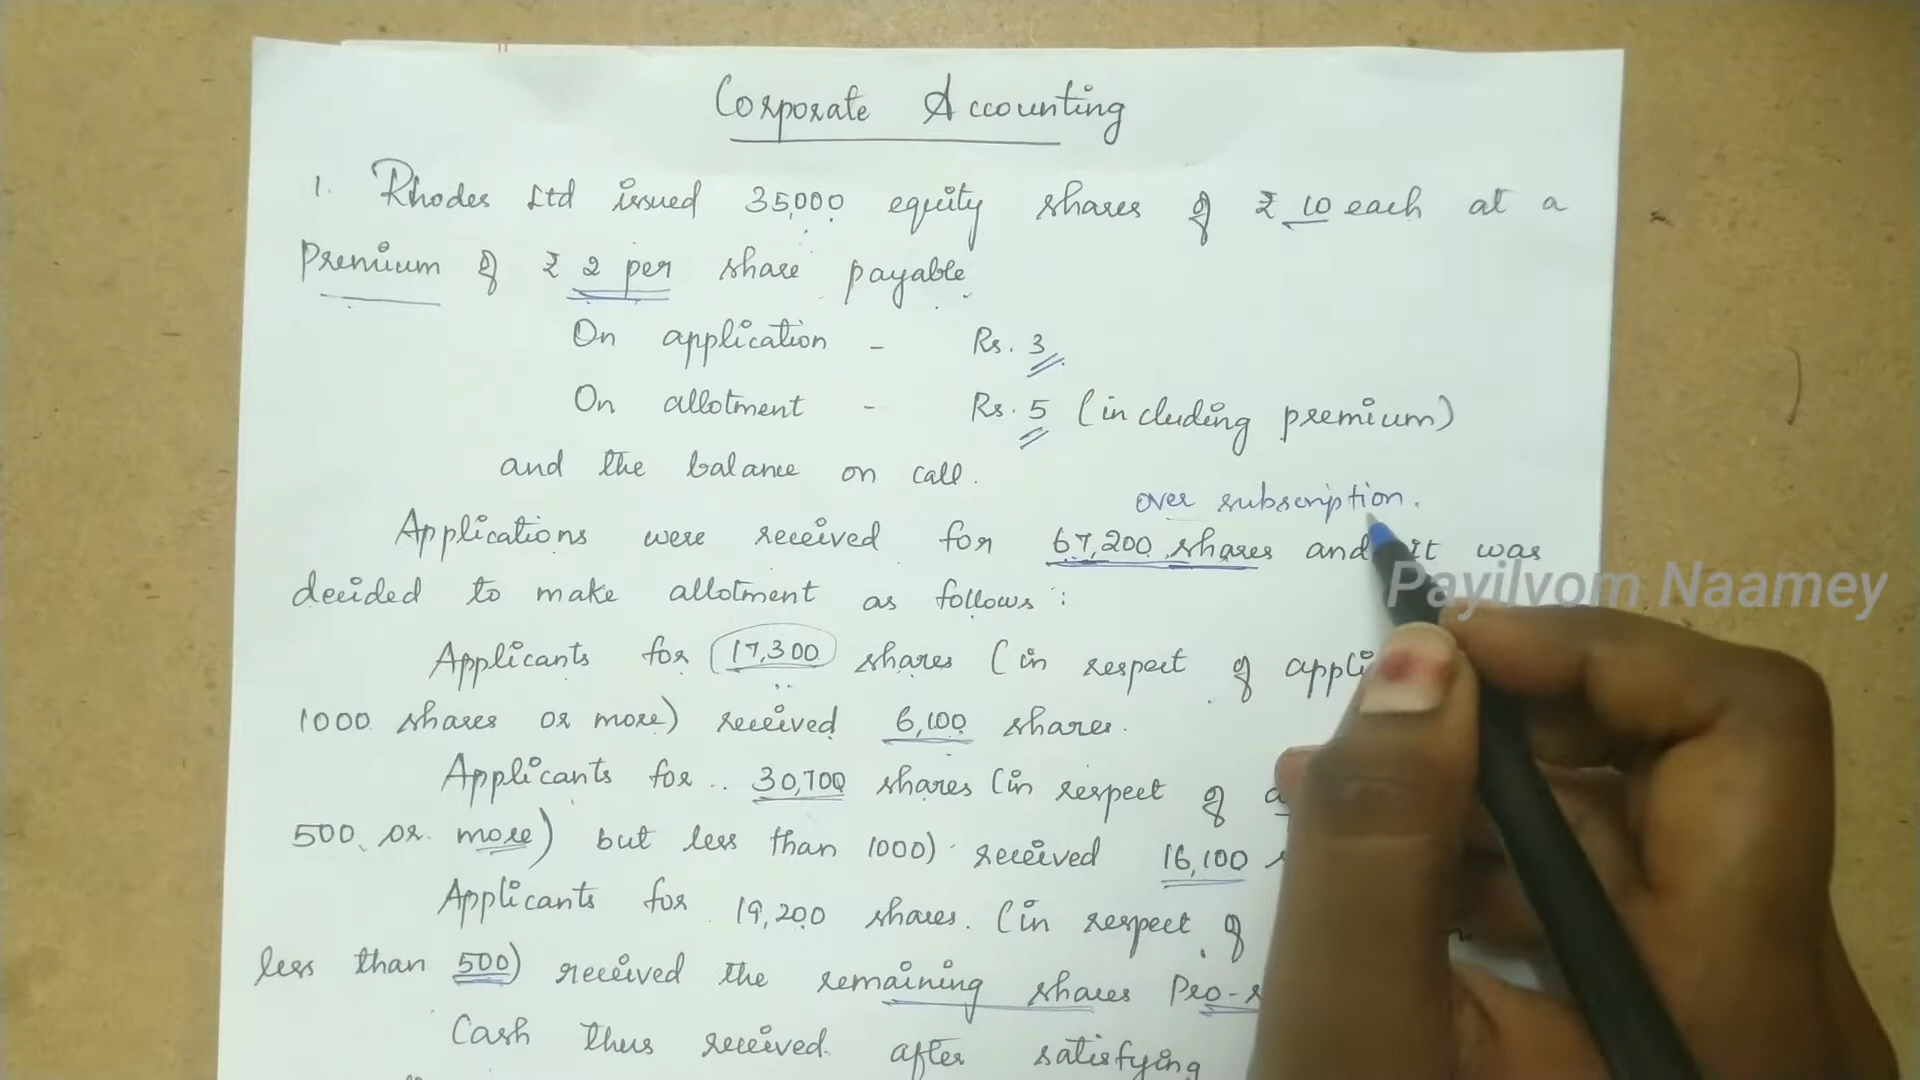 Corporate Accounting
1. Rhodes Ltd issued 35,000 equity shares of ₹ 10 each at a
Premium of ₹ 2 per share payable
On application - Rs. 3
On allotment - Rs. 5 (including premium)
and the balance on call.
over subscription.
Applications were received for 67,200 shares and it was
Payilvom Naamey
decided to make allotment as follows:
Applicants for 17,300 shares (in respect of
1000 shares or more) received 6,100 shares.
Applicants for 30,700 shares (in respect of
500 or more) but less than 1000) received 16,100
Applicants for 19,200 shares. (in respect of
less than 500) received the remaining shares
Cash thus received after satisfying